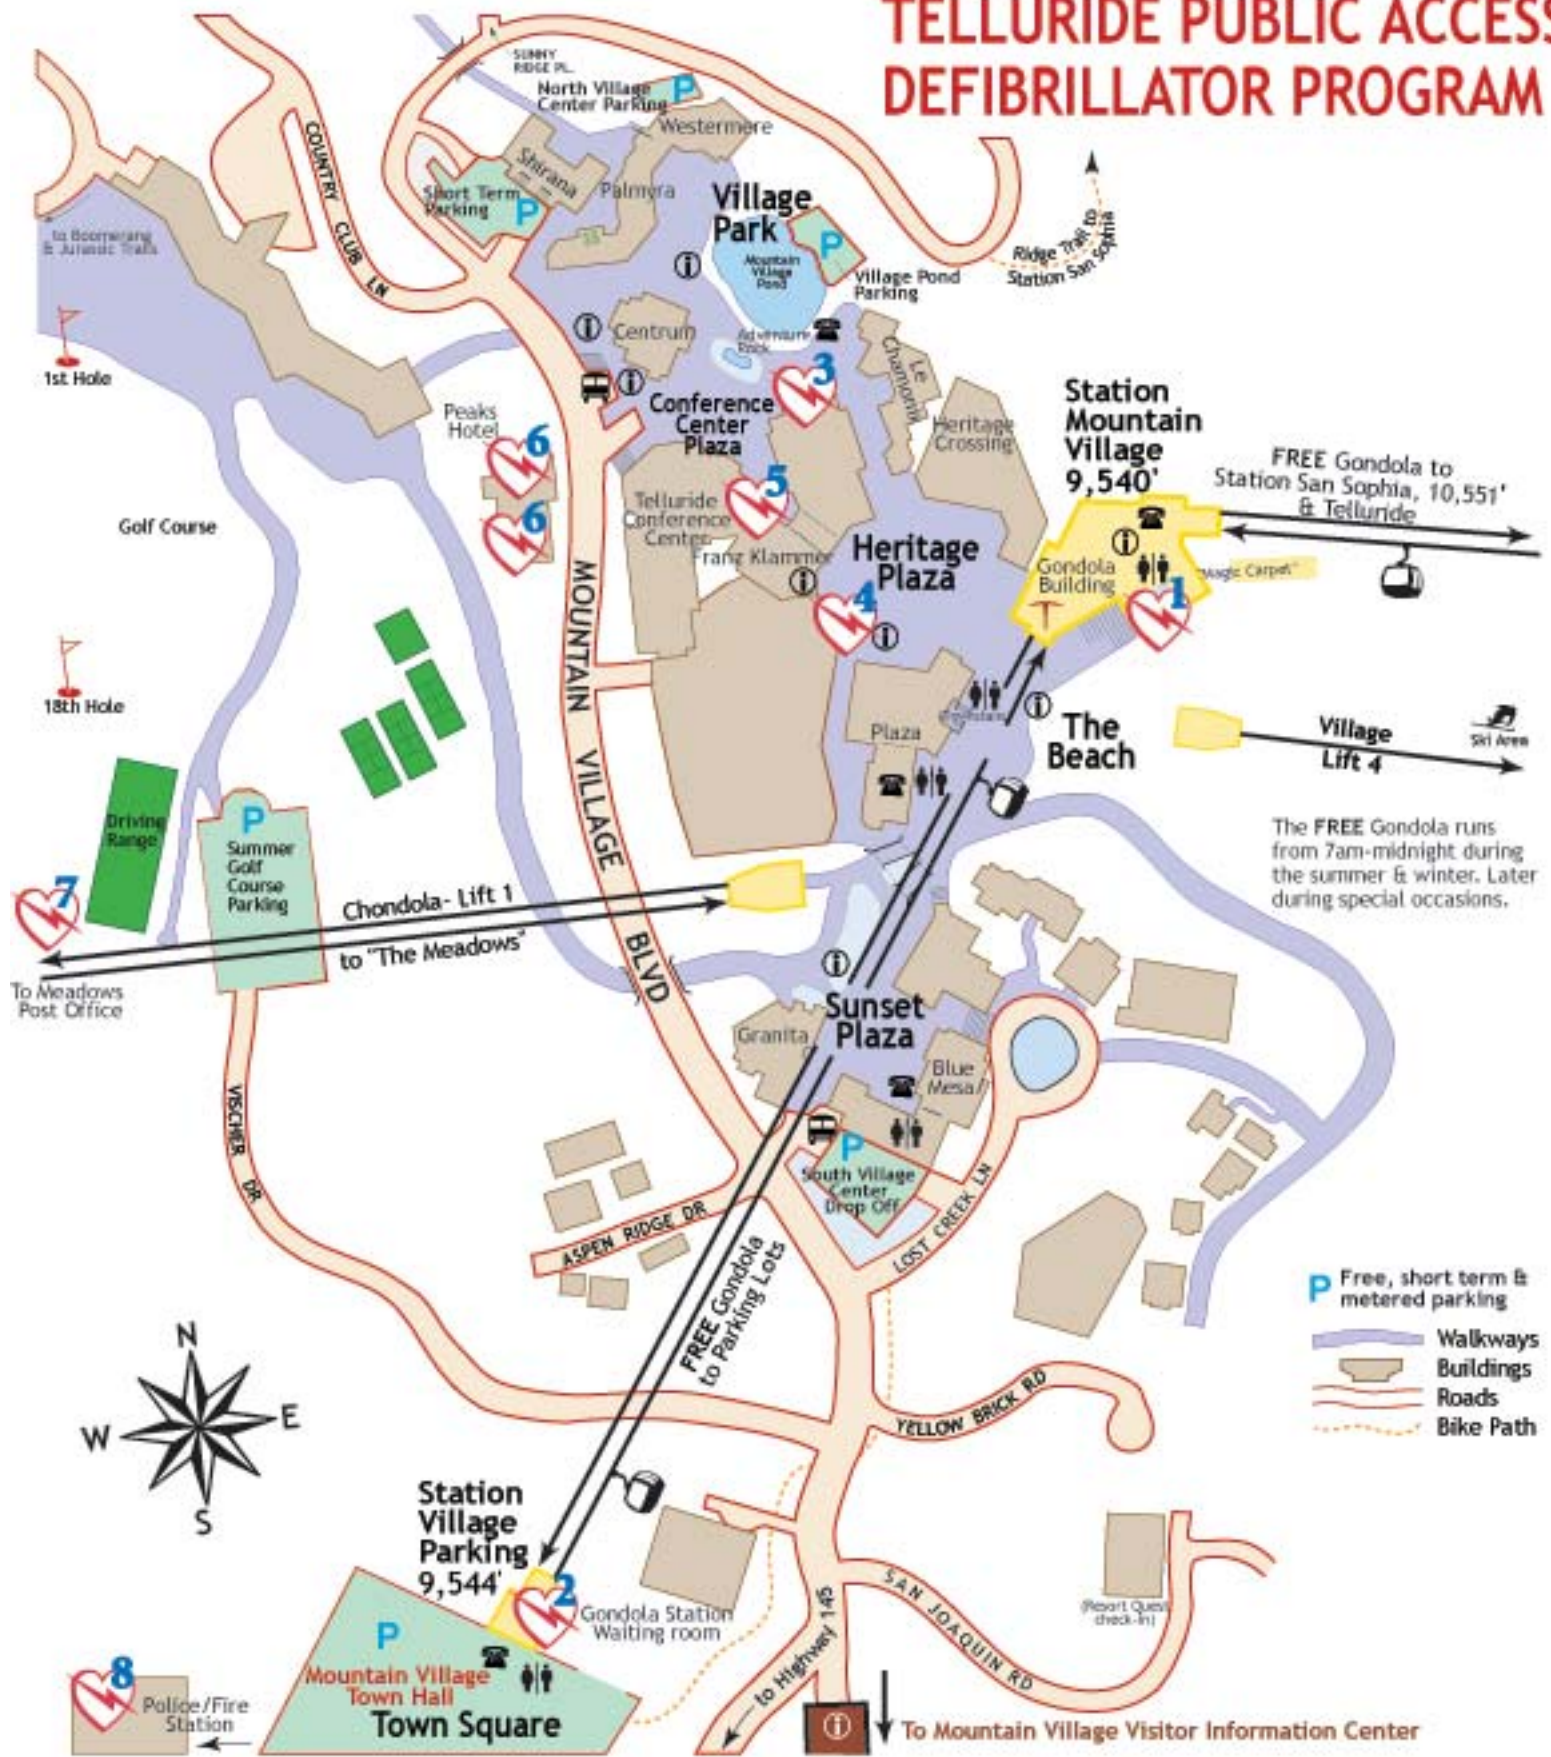 TELLURIDE PUBLIC ACCESS
DEFIBRILLATOR PROGRAM
SUNNY
RIDGE PL.
North Village
Center Parking
P
Westermere
Shirana
Palmyra
Short Term
Parking
P
COUNTRY CLUB LN
Village
Park
P
Mountain
Village
Pond
Village Pond
Parking
Ridge Trail to
Station San Sophia
to Boomerang
& Jurassic Trails
1st Hole
Centrum
Adventure
Rock
3
Le
Chamonix
Heritage
Crossing
Conference
Center
Plaza
Peaks
Hotel
6
6
5
Telluride
Conference
Center
Franz Klammer
Heritage
Plaza
4
Station
Mountain
Village
9,540'
FREE Gondola to
Station San Sophia, 10,551'
& Telluride
Gondola
Building
"Magic Carpet"
1
Golf Course
18th Hole
MOUNTAIN VILLAGE BLVD
Plaza
The
Beach
Village
Lift 4
Ski Area
The FREE Gondola runs
from 7am-midnight during
the summer & winter. Later
during special occasions.
Driving
Range
P
Summer
Golf
Course
Parking
7
Chondola- Lift 1
to "The Meadows"
To Meadows
Post Office
Sunset
Plaza
Granita
Blue
Mesa
P
South Village
Center
Drop Off
VISCHER DR
ASPEN RIDGE DR
LOST CREEK LN
FREE Gondola
to Parking Lots
P Free, short term &
metered parking
Walkways
Buildings
Roads
Bike Path
N
W
E
S
YELLOW BRICK RD
Station
Village
Parking
9,544'
2
Gondola Station
Waiting room
P
Mountain Village
Town Hall
Town Square
8
Police/Fire
Station
to Highway 145
SAN JOAQUIN RD
(Resort Quest
check-in)
To Mountain Village Visitor Information Center